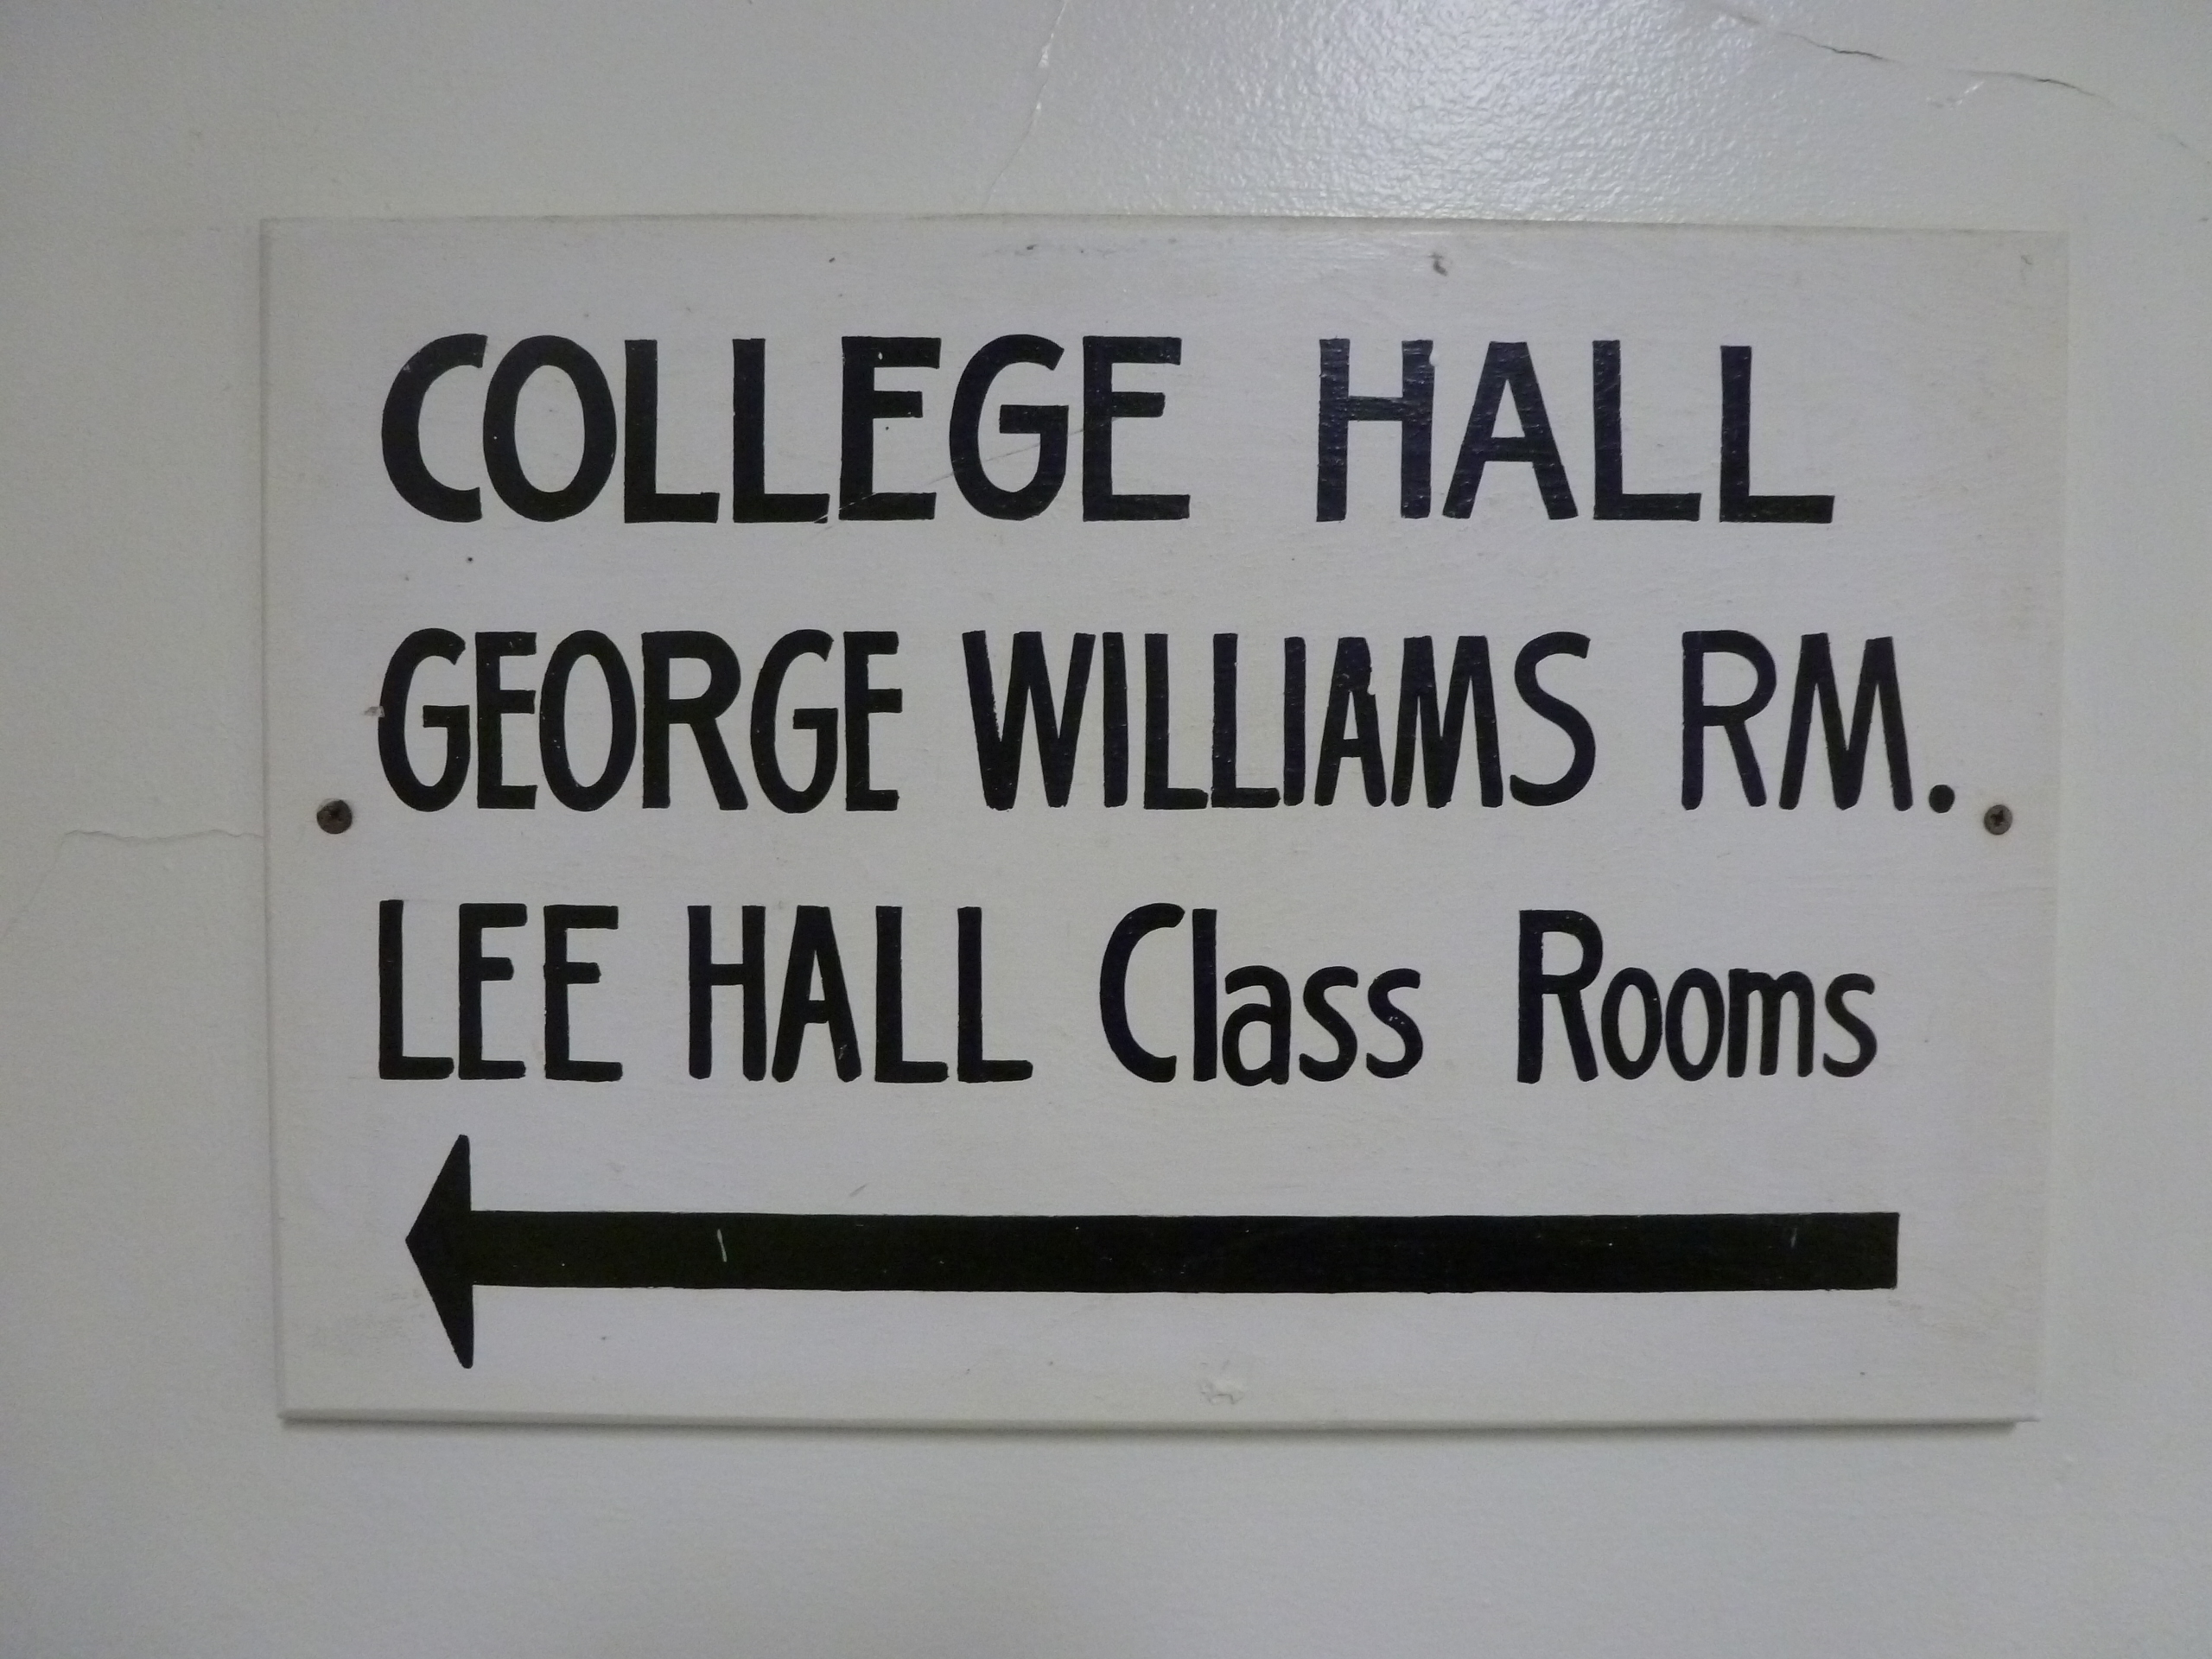 COLLEGE HALL
GEORGE WILLIAMS RM.
LEE HALL Class Rooms